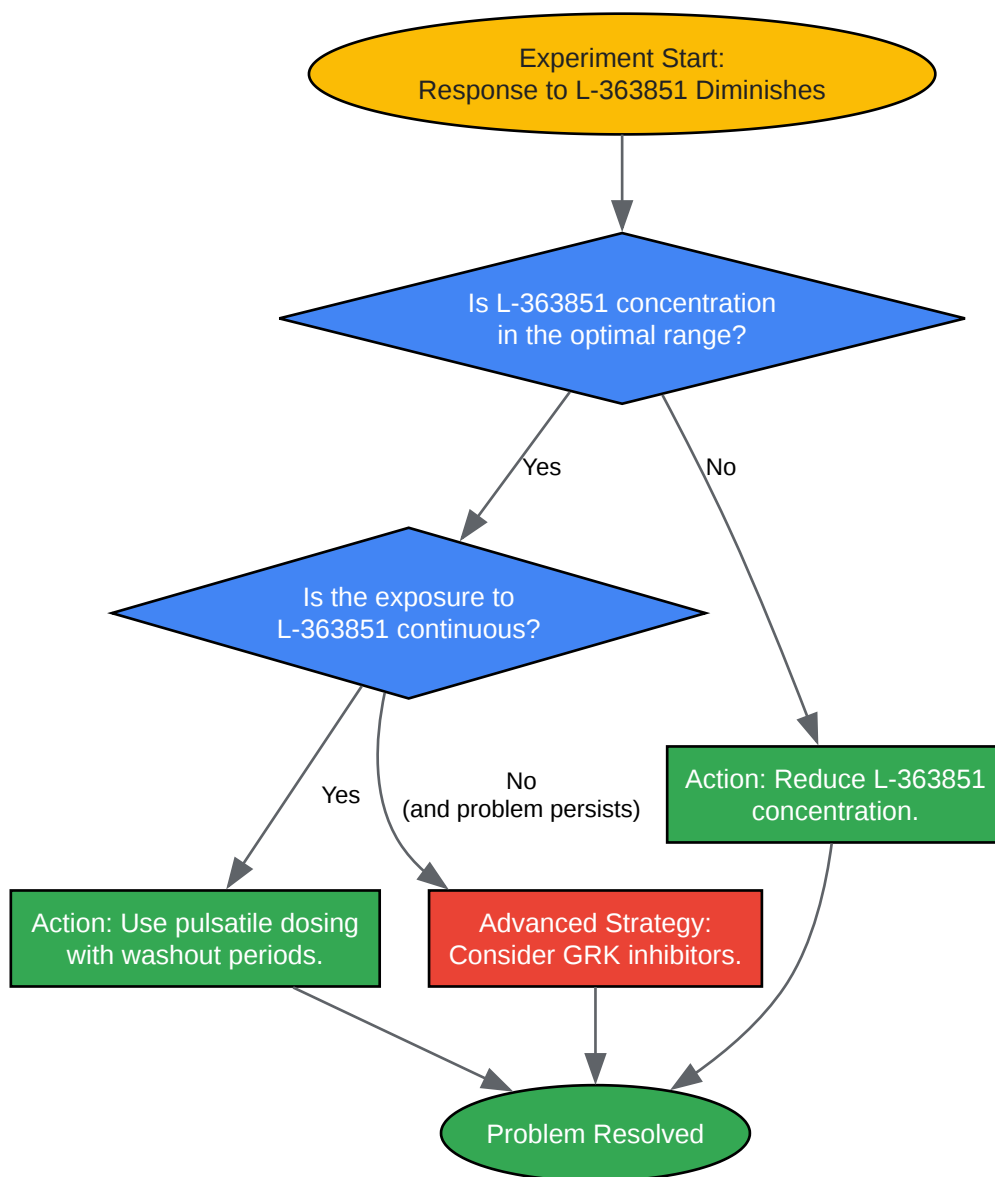 Experiment Start:
Response to L-363851 Diminishes
Is L-363851 concentration
in the optimal range?
Yes
No
Is the exposure to
L-363851 continuous?
Yes
No
(and problem persists)
Action: Reduce L-363851
concentration.
Action: Use pulsatile dosing
with washout periods.
Advanced Strategy:
Consider GRK inhibitors.
Problem Resolved